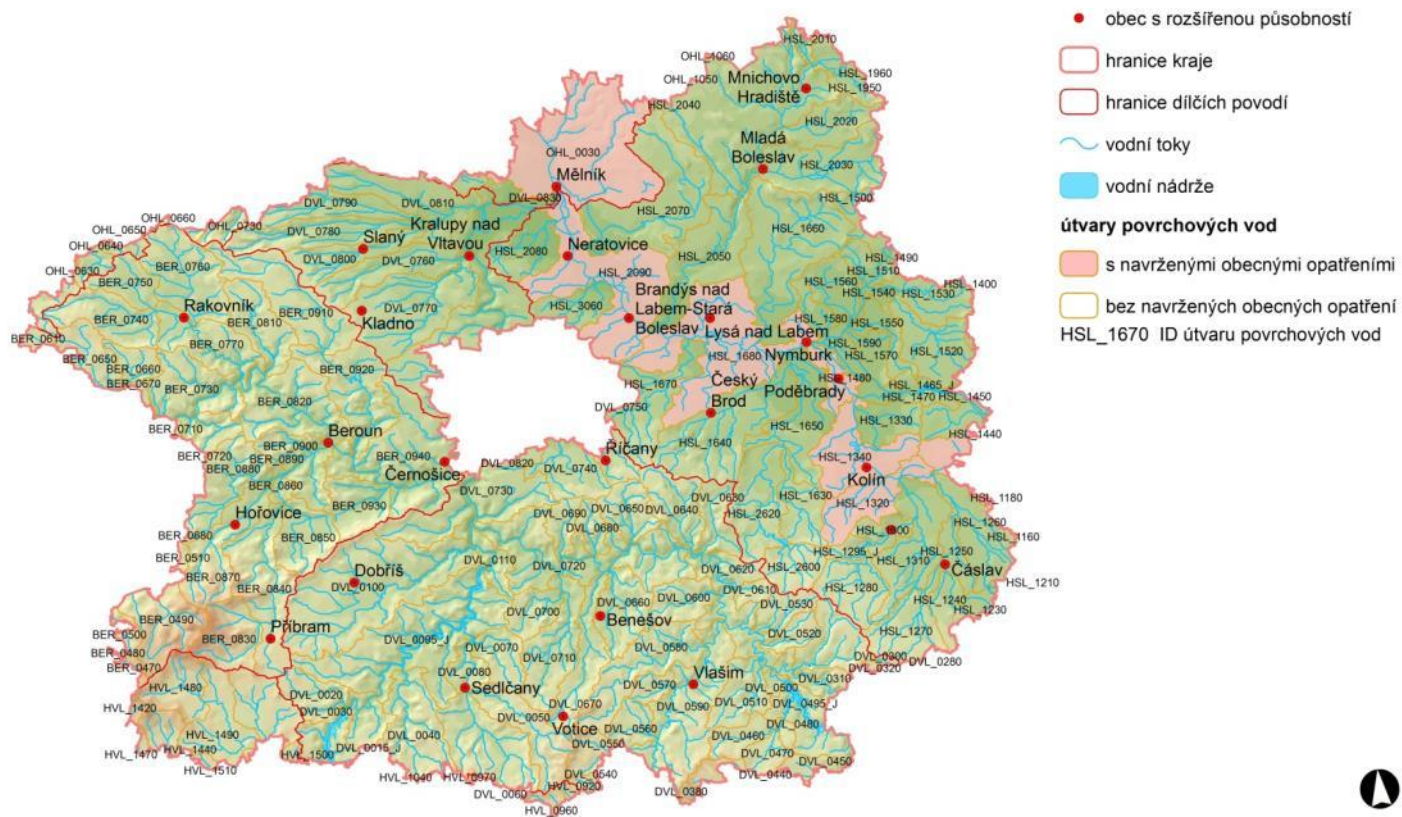 obec s rozšířenou působností
hranice kraje
hranice dílčích povodí
vodní toky
vodní nádrže
útvary povrchových vod
s navrženými obecnými opatřeními
bez navržených obecných opatření
HSL_1670 ID útvaru povrchových vod
HSL_2010
OHL_1060
Mnichovo
Hradiště
HSL_1960
HSL_1950
OHL_1050
HSL_2040
HSL_2020
Mladá
Boleslav
HSL_2030
OHL_0030
Mělník
DVL_0830
HSL_1500
DVL_0790
DVL_0810
HSL_2070
HSL_1660
OHL_0660
OHL_0730
OHL_0650
DVL_0780
Slaný
Kralupy nad
Vltavou
HSL_2080
Neratovice
HSL_2050
HSL_1490
OHL_0640
DVL_0800
DVL_0760
HSL_1510
OHL_0630
BER_0760
BER_0750
HSL_2090
HSL_1560
HSL_1540
HSL_1530
HSL_1400
Rakovník
BER_0740
BER_0810
BER_0910
DVL_0770
Kladno
HSL_3060
Brandýs nad
Labem-Stará
Boleslav
Lysá nad Labem
HSL_1580
HSL_1550
BER_0610
BER_0770
HSL_1590
Nymburk
HSL_1570
HSL_1520
BER_0650
BER_0660
BER_0670
BER_0920
HSL_1680
HSL_1670
Český
Brod
HSL_1480
Poděbrady
HSL_1465_J
HSL_1470
HSL_1450
BER_0730
BER_0820
DVL_0750
BER_0710
HSL_1650
HSL_1330
HSL_1440
Beroun
BER_0900
BER_0720
BER_0890
BER_0880
HSL_1640
Říčany
BER_0940
Černošice
DVL_0820
DVL_0740
HSL_1340
Kolín
BER_0860
DVL_0730
BER_0930
DVL_0630
HSL_1630
HSL_1320
HSL_1180
Hořovice
DVL_0690
DVL_0650
DVL_0640
HSL_2620
HSL_1260
BER_0680
BER_0850
DVL_0680
HSL_1600
HSL_1160
BER_0510
DVL_0110
HSL_1295_J
HSL_1250
HSL_1310
Čáslav
BER_0870
BER_0840
Dobříš
DVL_0100
DVL_0720
DVL_0620
DVL_0610
HSL_2600
HSL_1280
HSL_1210
BER_0490
DVL_0700
DVL_0660
Benešov
DVL_0600
DVL_0530
HSL_1240
HSL_1230
BER_0500
BER_0830
Příbram
DVL_0095_J
DVL_0520
HSL_1270
BER_0480
BER_0470
DVL_0070
DVL_0710
DVL_0580
DVL_0300
DVL_0320
DVL_0280
HVL_1480
DVL_0080
Sedlčany
DVL_0570
Vlašim
DVL_0500
DVL_0310
DVL_0020
HVL_1420
DVL_0030
DVL_0670
DVL_0050
Votice
DVL_0590
DVL_0510
DVL_0495_J
HVL_1490
DVL_0040
DVL_0560
DVL_0480
HVL_1470
HVL_1440
HVL_1500
DVL_0015_J
DVL_0550
DVL_0460
DVL_0470
DVL_0450
HVL_1510
HVL_1040
HVL_0970
DVL_0540
DVL_0440
DVL_0060
HVL_0920
DVL_0380
HVL_0960